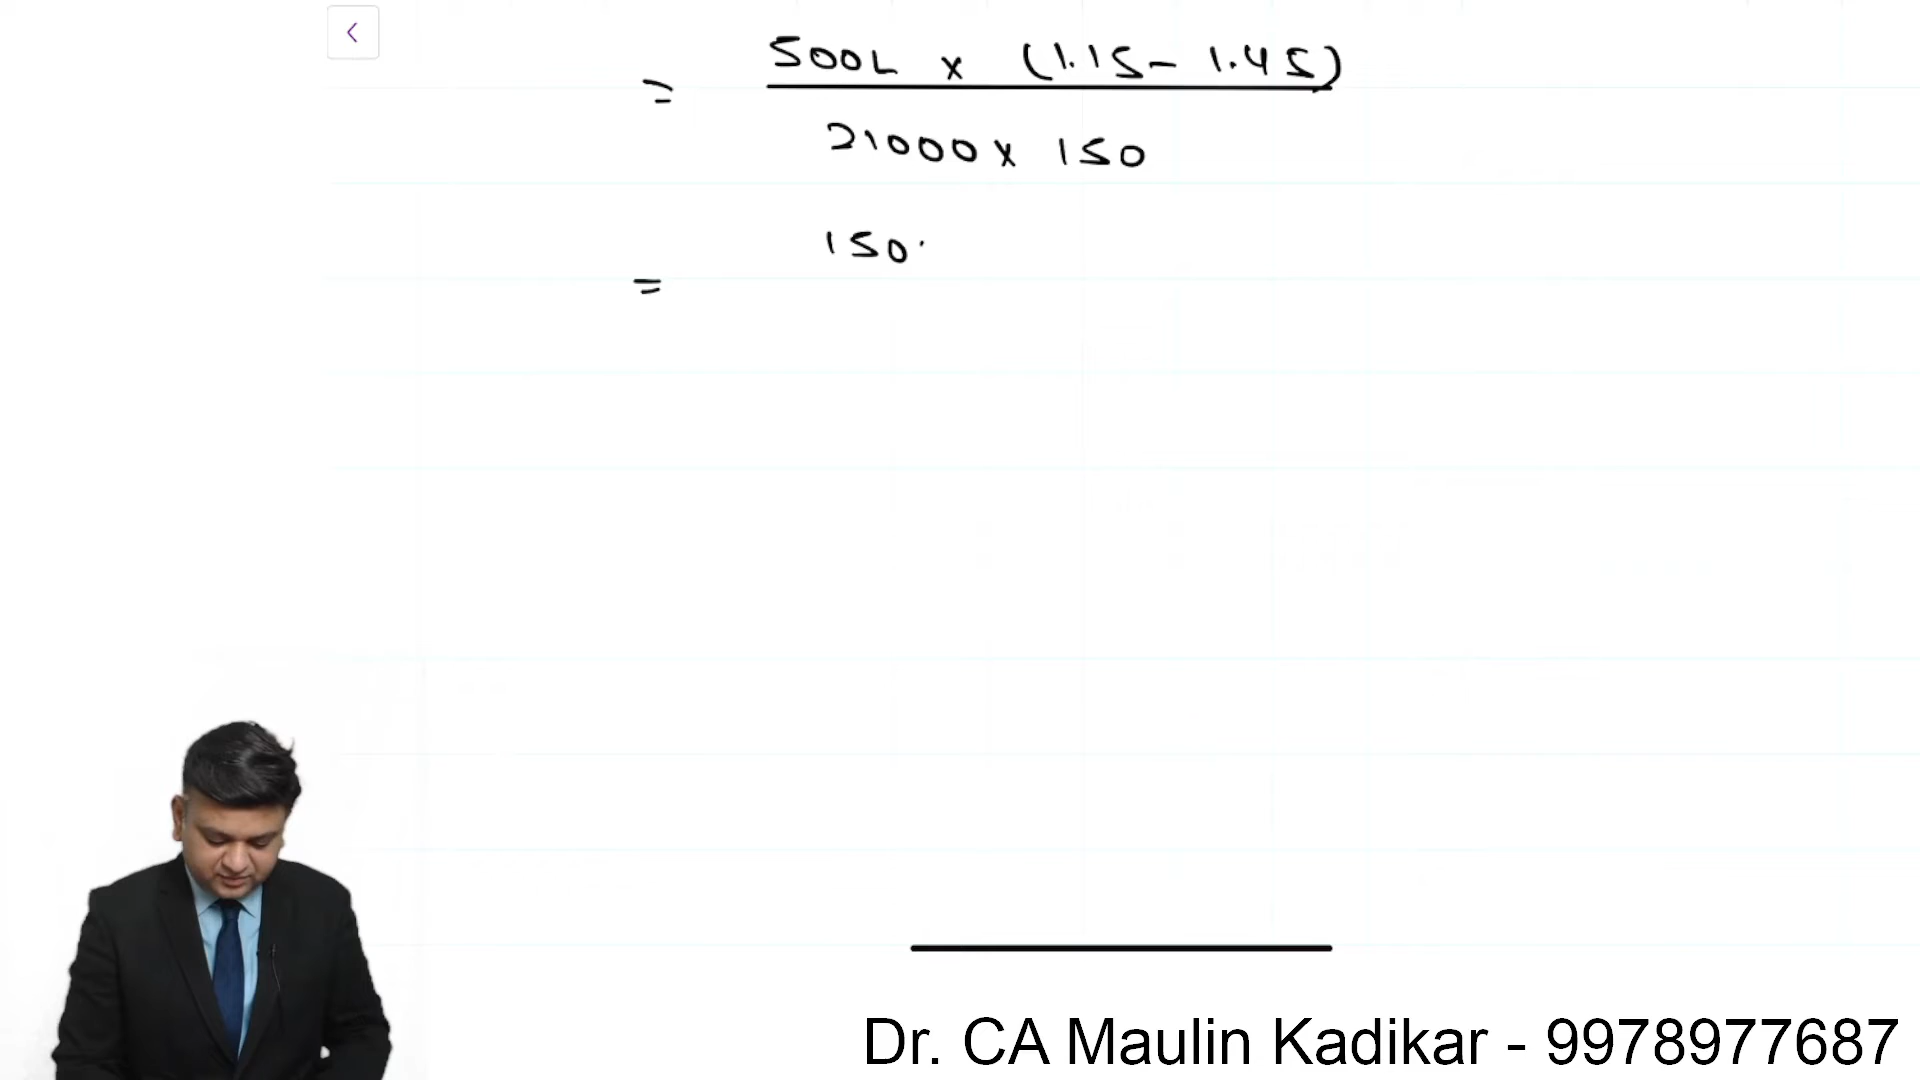 = 500L x (1.15 - 1.45)
21000 x 150
= 150.
Dr. CA Maulin Kadikar - 9978977687